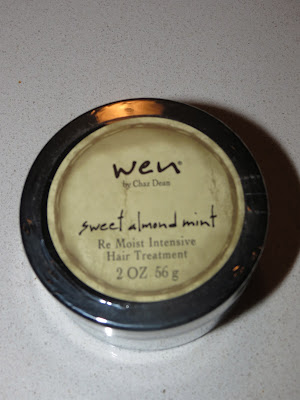 wen®
by Chaz Dean
sweet almond mint
Re Moist Intensive
Hair Treatment
2 OZ 56 g